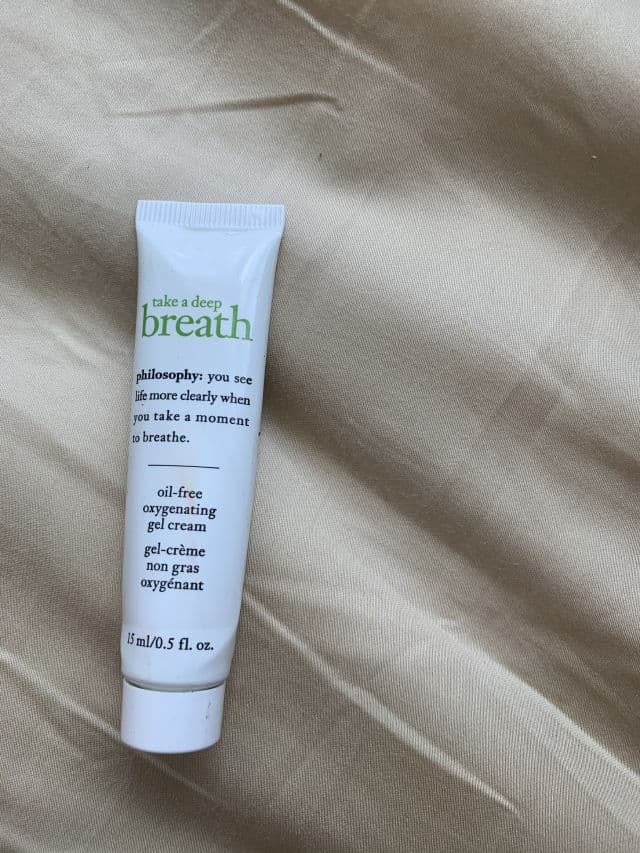 take a deep
breath
philosophy: you see
life more clearly when
you take a moment
to breathe.
oil-free
oxygenating
gel cream
gel-crème
non gras
oxygénant
15 ml/0.5 fl. oz.